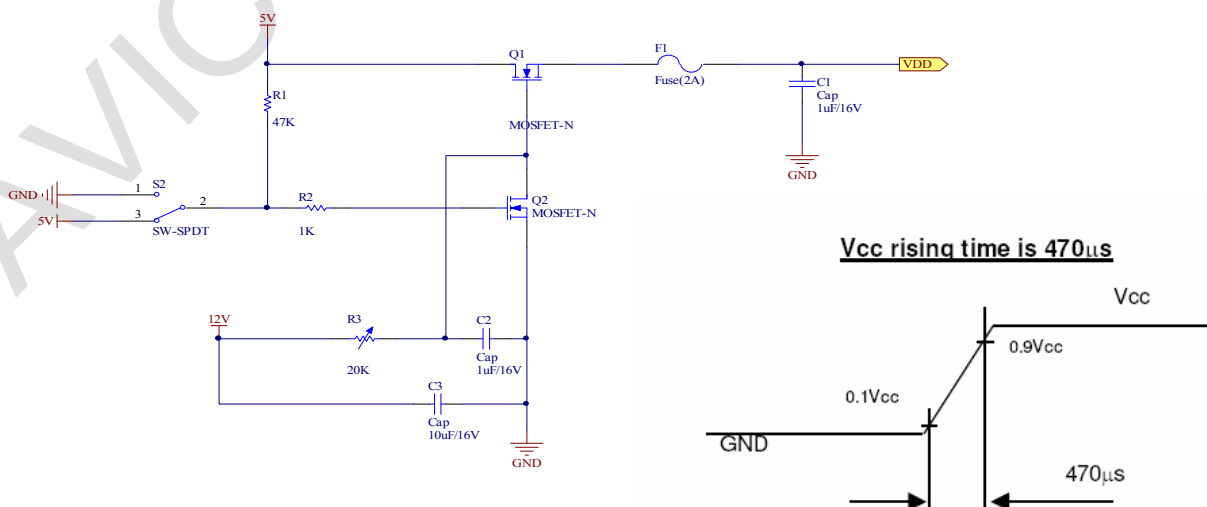 AVIC
5V
Q1
MOSFET-N
F1
Fuse(2A)
VDD
C1
Cap
1uF/16V
GND
R1
47K
GND
1
S2
2
5V
3
SW-SPDT
R2
1K
Q2
MOSFET-N
12V
R3
20K
C2
Cap
1uF/16V
C3
Cap
10uF/16V
GND
Vcc rising time is 470μs
Vcc
0.9Vcc
0.1Vcc
GND
470μs